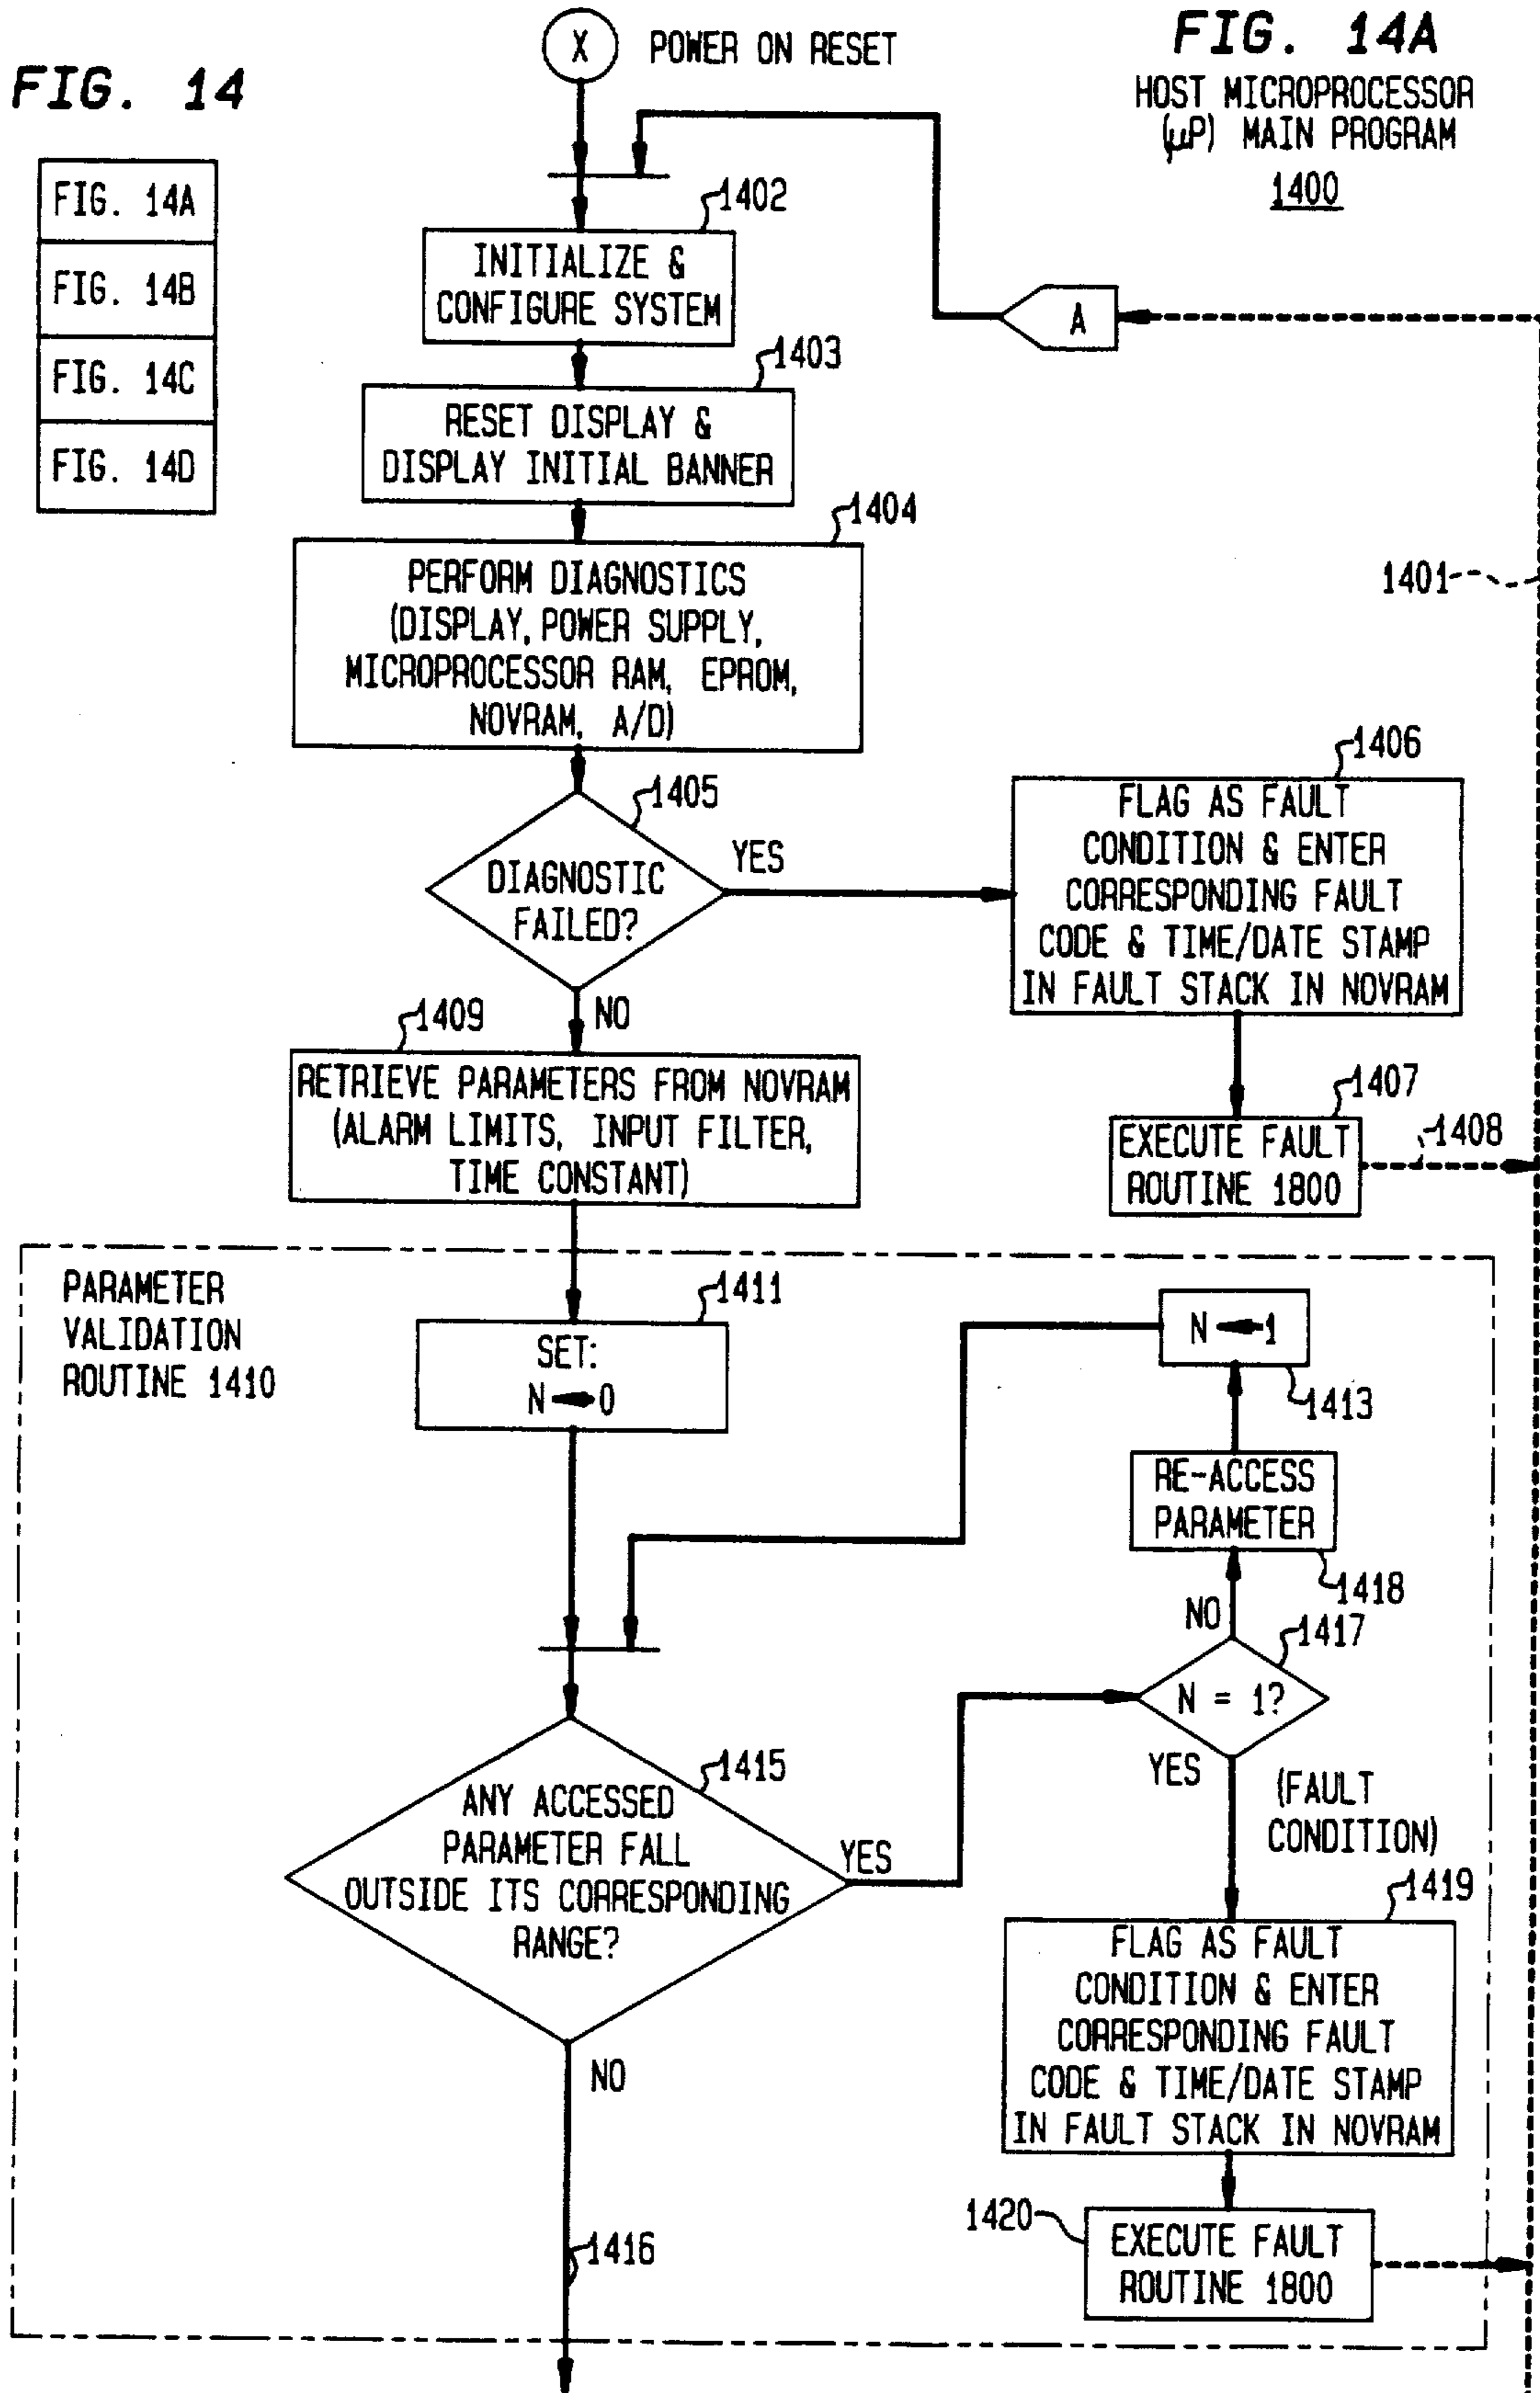 FIG. 14
FIG. 14A
FIG. 14B
FIG. 14C
FIG. 14D
X
POWER ON RESET
FIG. 14A
HOST MICROPROCESSOR
(μP) MAIN PROGRAM
1400
1402
INITIALIZE &
CONFIGURE SYSTEM
A
1403
RESET DISPLAY &
DISPLAY INITIAL BANNER
1404
PERFORM DIAGNOSTICS
(DISPLAY, POWER SUPPLY,
MICROPROCESSOR RAM, EPROM,
NOVRAM, A/D)
1401
1405
DIAGNOSTIC
FAILED?
YES
NO
1406
FLAG AS FAULT
CONDITION & ENTER
CORRESPONDING FAULT
CODE & TIME/DATE STAMP
IN FAULT STACK IN NOVRAM
1407
EXECUTE FAULT
ROUTINE 1800
1408
1409
RETRIEVE PARAMETERS FROM NOVRAM
(ALARM LIMITS, INPUT FILTER,
TIME CONSTANT)
PARAMETER
VALIDATION
ROUTINE 1410
1411
SET:
N ← 0
N ← 1
1413
RE-ACCESS
PARAMETER
1418
NO
1417
N = 1?
YES
(FAULT
CONDITION)
1415
ANY ACCESSED
PARAMETER FALL
OUTSIDE ITS CORRESPONDING
RANGE?
YES
NO
1419
FLAG AS FAULT
CONDITION & ENTER
CORRESPONDING FAULT
CODE & TIME/DATE STAMP
IN FAULT STACK IN NOVRAM
1420
EXECUTE FAULT
ROUTINE 1800
1416